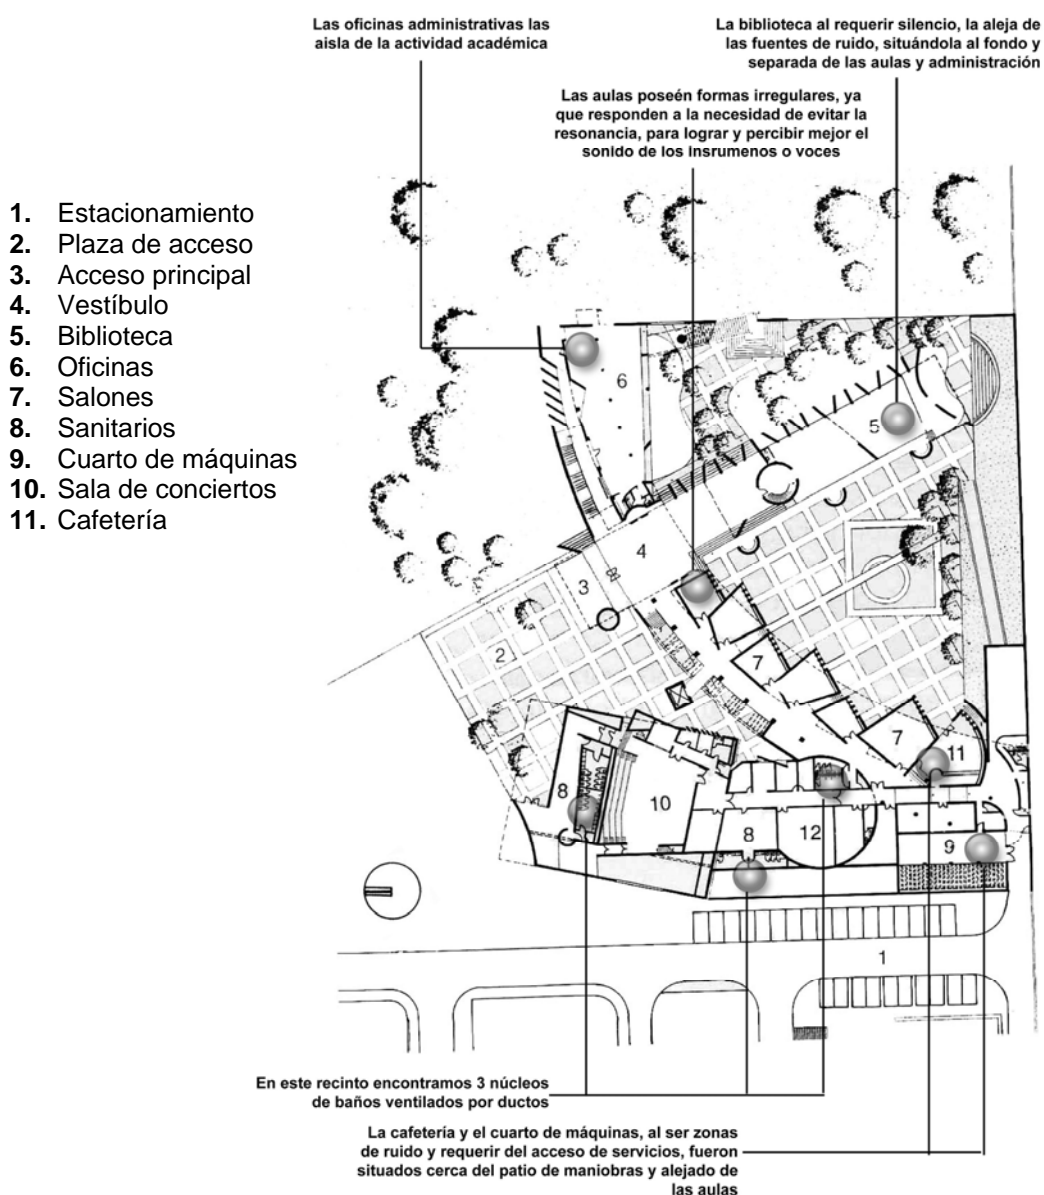 Las oficinas administrativas las
aisla de la actividad académica
La biblioteca al requerir silencio, la aleja de
las fuentes de ruido, situándola al fondo y
separada de las aulas y administración
Las aulas poseén formas irregulares, ya
que responden a la necesidad de evitar la
resonancia, para lograr y percibir mejor el
sonido de los insrumenos o voces
1. Estacionamiento
2. Plaza de acceso
3. Acceso principal
4. Vestíbulo
5. Biblioteca
6. Oficinas
7. Salones
8. Sanitarios
9. Cuarto de máquinas
10. Sala de conciertos
11. Cafetería
6
5
4
3
2
7
7
11
8
10
8
12
9
1
En este recinto encontramos 3 núcleos
de baños ventilados por ductos
La cafetería y el cuarto de máquinas, al ser zonas
de ruido y requerir del acceso de servicios, fueron
situados cerca del patio de maniobras y alejado de
las aulas